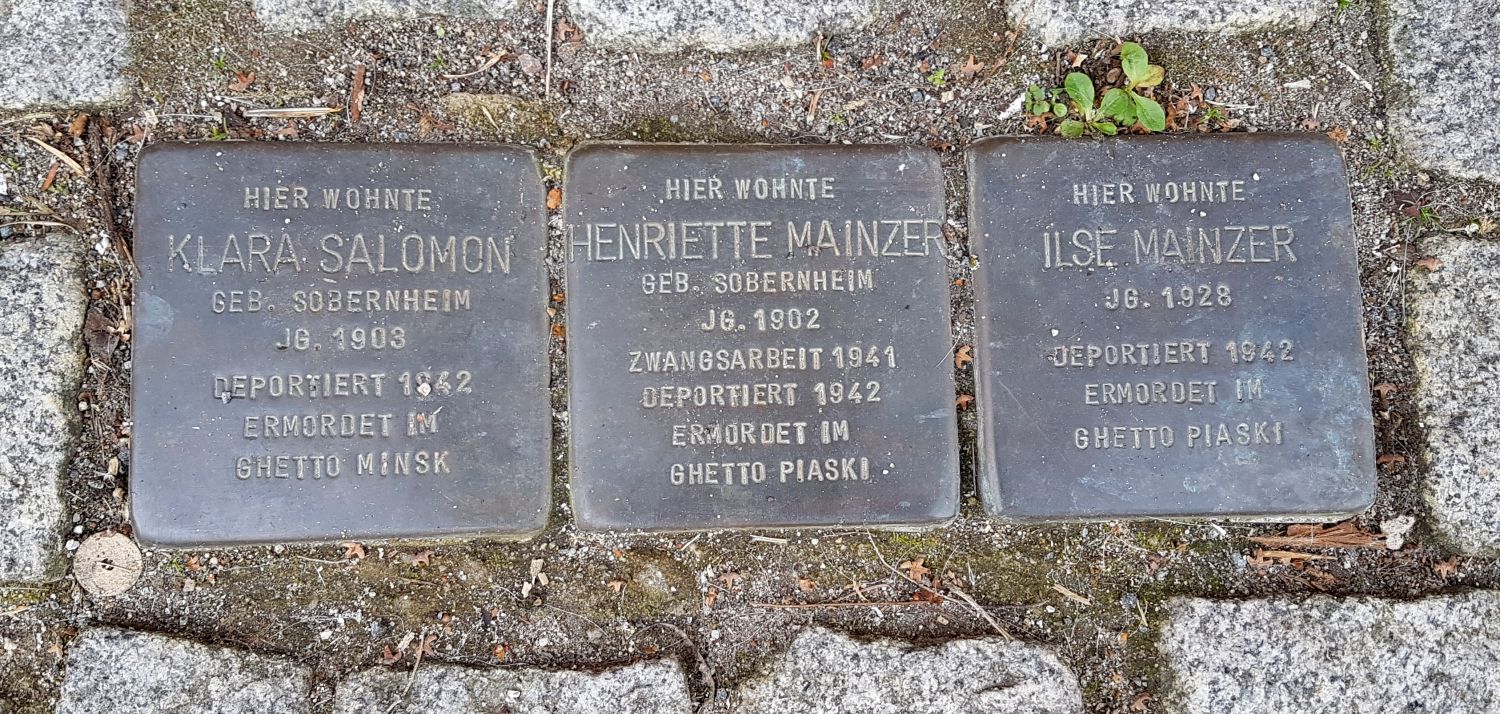 HIER WOHNTE
KLARA SALOMON
GEB. SOBERNHEIM
JG. 1903
DEPORTIERT 1942
ERMORDET IM
GHETTO MINSK
HIER WOHNTE
HENRIETTE MAINZER
GEB. SOBERNHEIM
JG. 1902
ZWANGSARBEIT 1941
DEPORTIERT 1942
ERMORDET IM
GHETTO PIASKI
HIER WOHNTE
ILSE MAINZER
JG. 1928
DEPORTIERT 1942
ERMORDET IM
GHETTO PIASKI